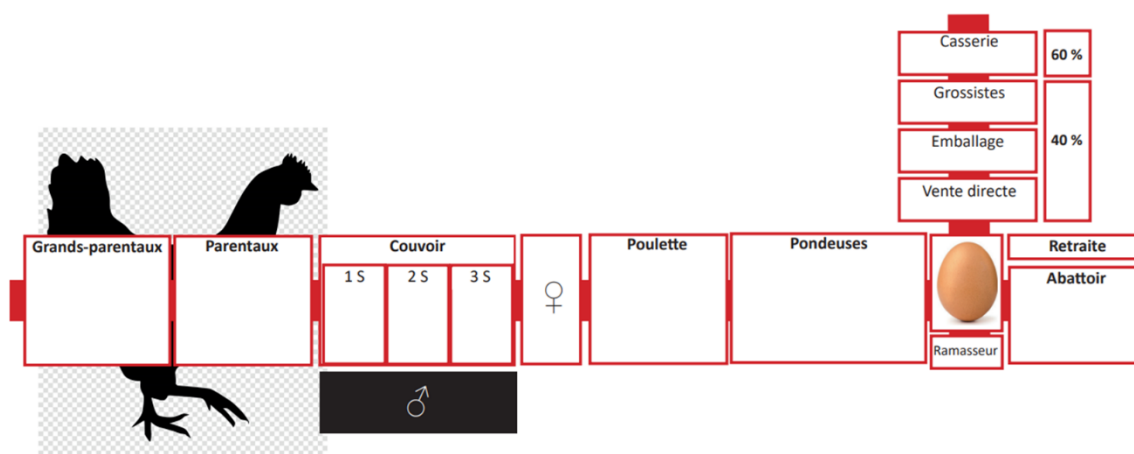 Casserie
60 %
Grossistes
Emballage
40 %
Vente directe
Grands-parentaux
Parentaux
Couvoir
1 S
2 S
3 S
♀
Poulette
Pondeuses
Retraite
Abattoir
Ramasseur
♂